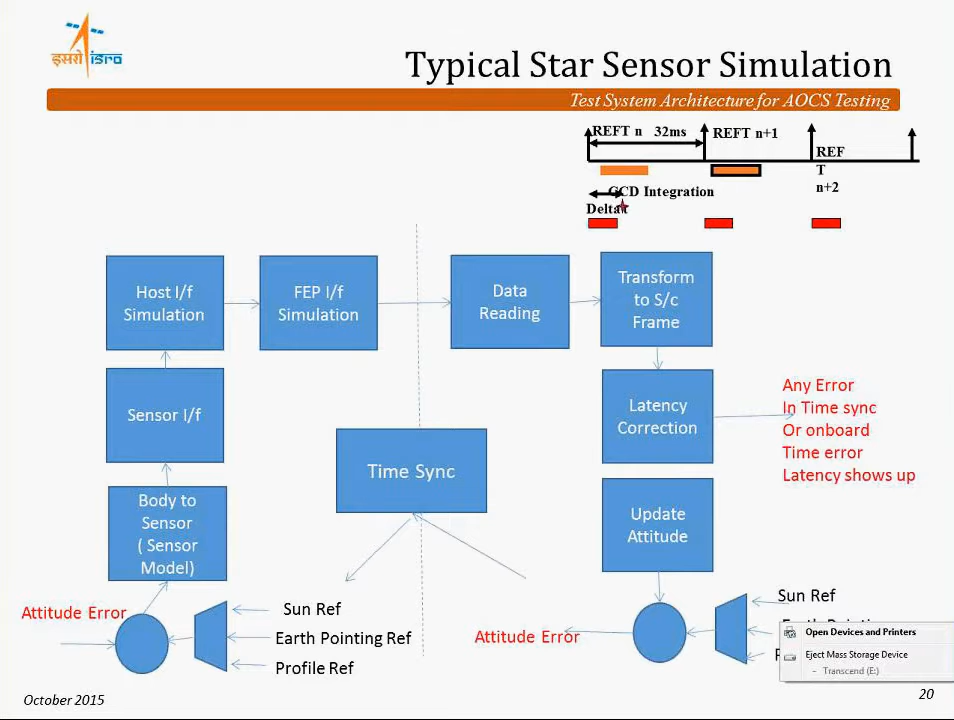 इसरो isro
Typical Star Sensor Simulation
Test System Architecture for AOCS Testing
REFT n 32ms REFT n+1
REF
T
n+2
CCD Integration
Delta t
Host I/f
Simulation
FEP I/f
Simulation
Data
Reading
Transform
to S/c
Frame
Sensor I/f
Latency
Correction
Any Error
In Time sync
Or onboard
Time error
Latency shows up
Time Sync
Body to
Sensor
( Sensor
Model)
Update
Attitude
Attitude Error
Sun Ref
Earth Pointing Ref
Profile Ref
Attitude Error
Sun Ref
Open Devices and Printers
Eject Mass Storage Device
- Transcend (E:)
October 2015
20